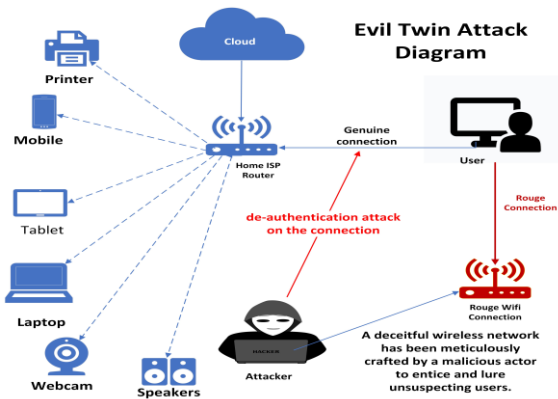 Evil Twin Attack
Diagram
Cloud
Printer
Mobile
Home ISP
Router
Genuine
connection
User
Tablet
de-authentication attack
on the connection
Rouge
Connection
Laptop
Rouge Wifi
Connection
HACKER
Attacker
Webcam
Speakers
A deceitful wireless network
has been meticulously
crafted by a malicious actor
to entice and lure
unsuspecting users.